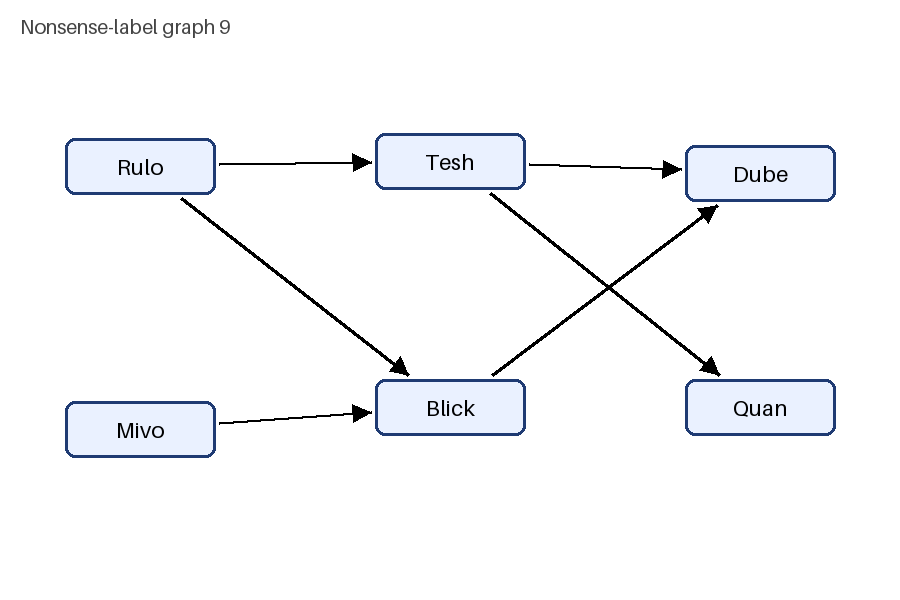 Nonsense-label graph 9
Rulo
Tesh
Dube
Mivo
Blick
Quan